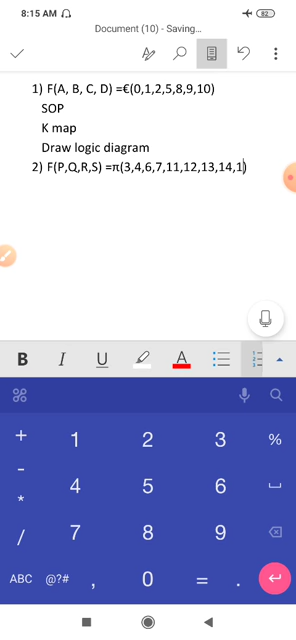 8:15 AM
82
Document (10) - Saving...
1) F(A, B, C, D) =€(0,1,2,5,8,9,10)
SOP
K map
Draw logic diagram
2) F(P,Q,R,S) =π(3,4,6,7,11,12,13,14,1)
B I U A
+ 1 2 3 %
- 4 5 6
*
/ 7 8 9
ABC @?# , 0 = .